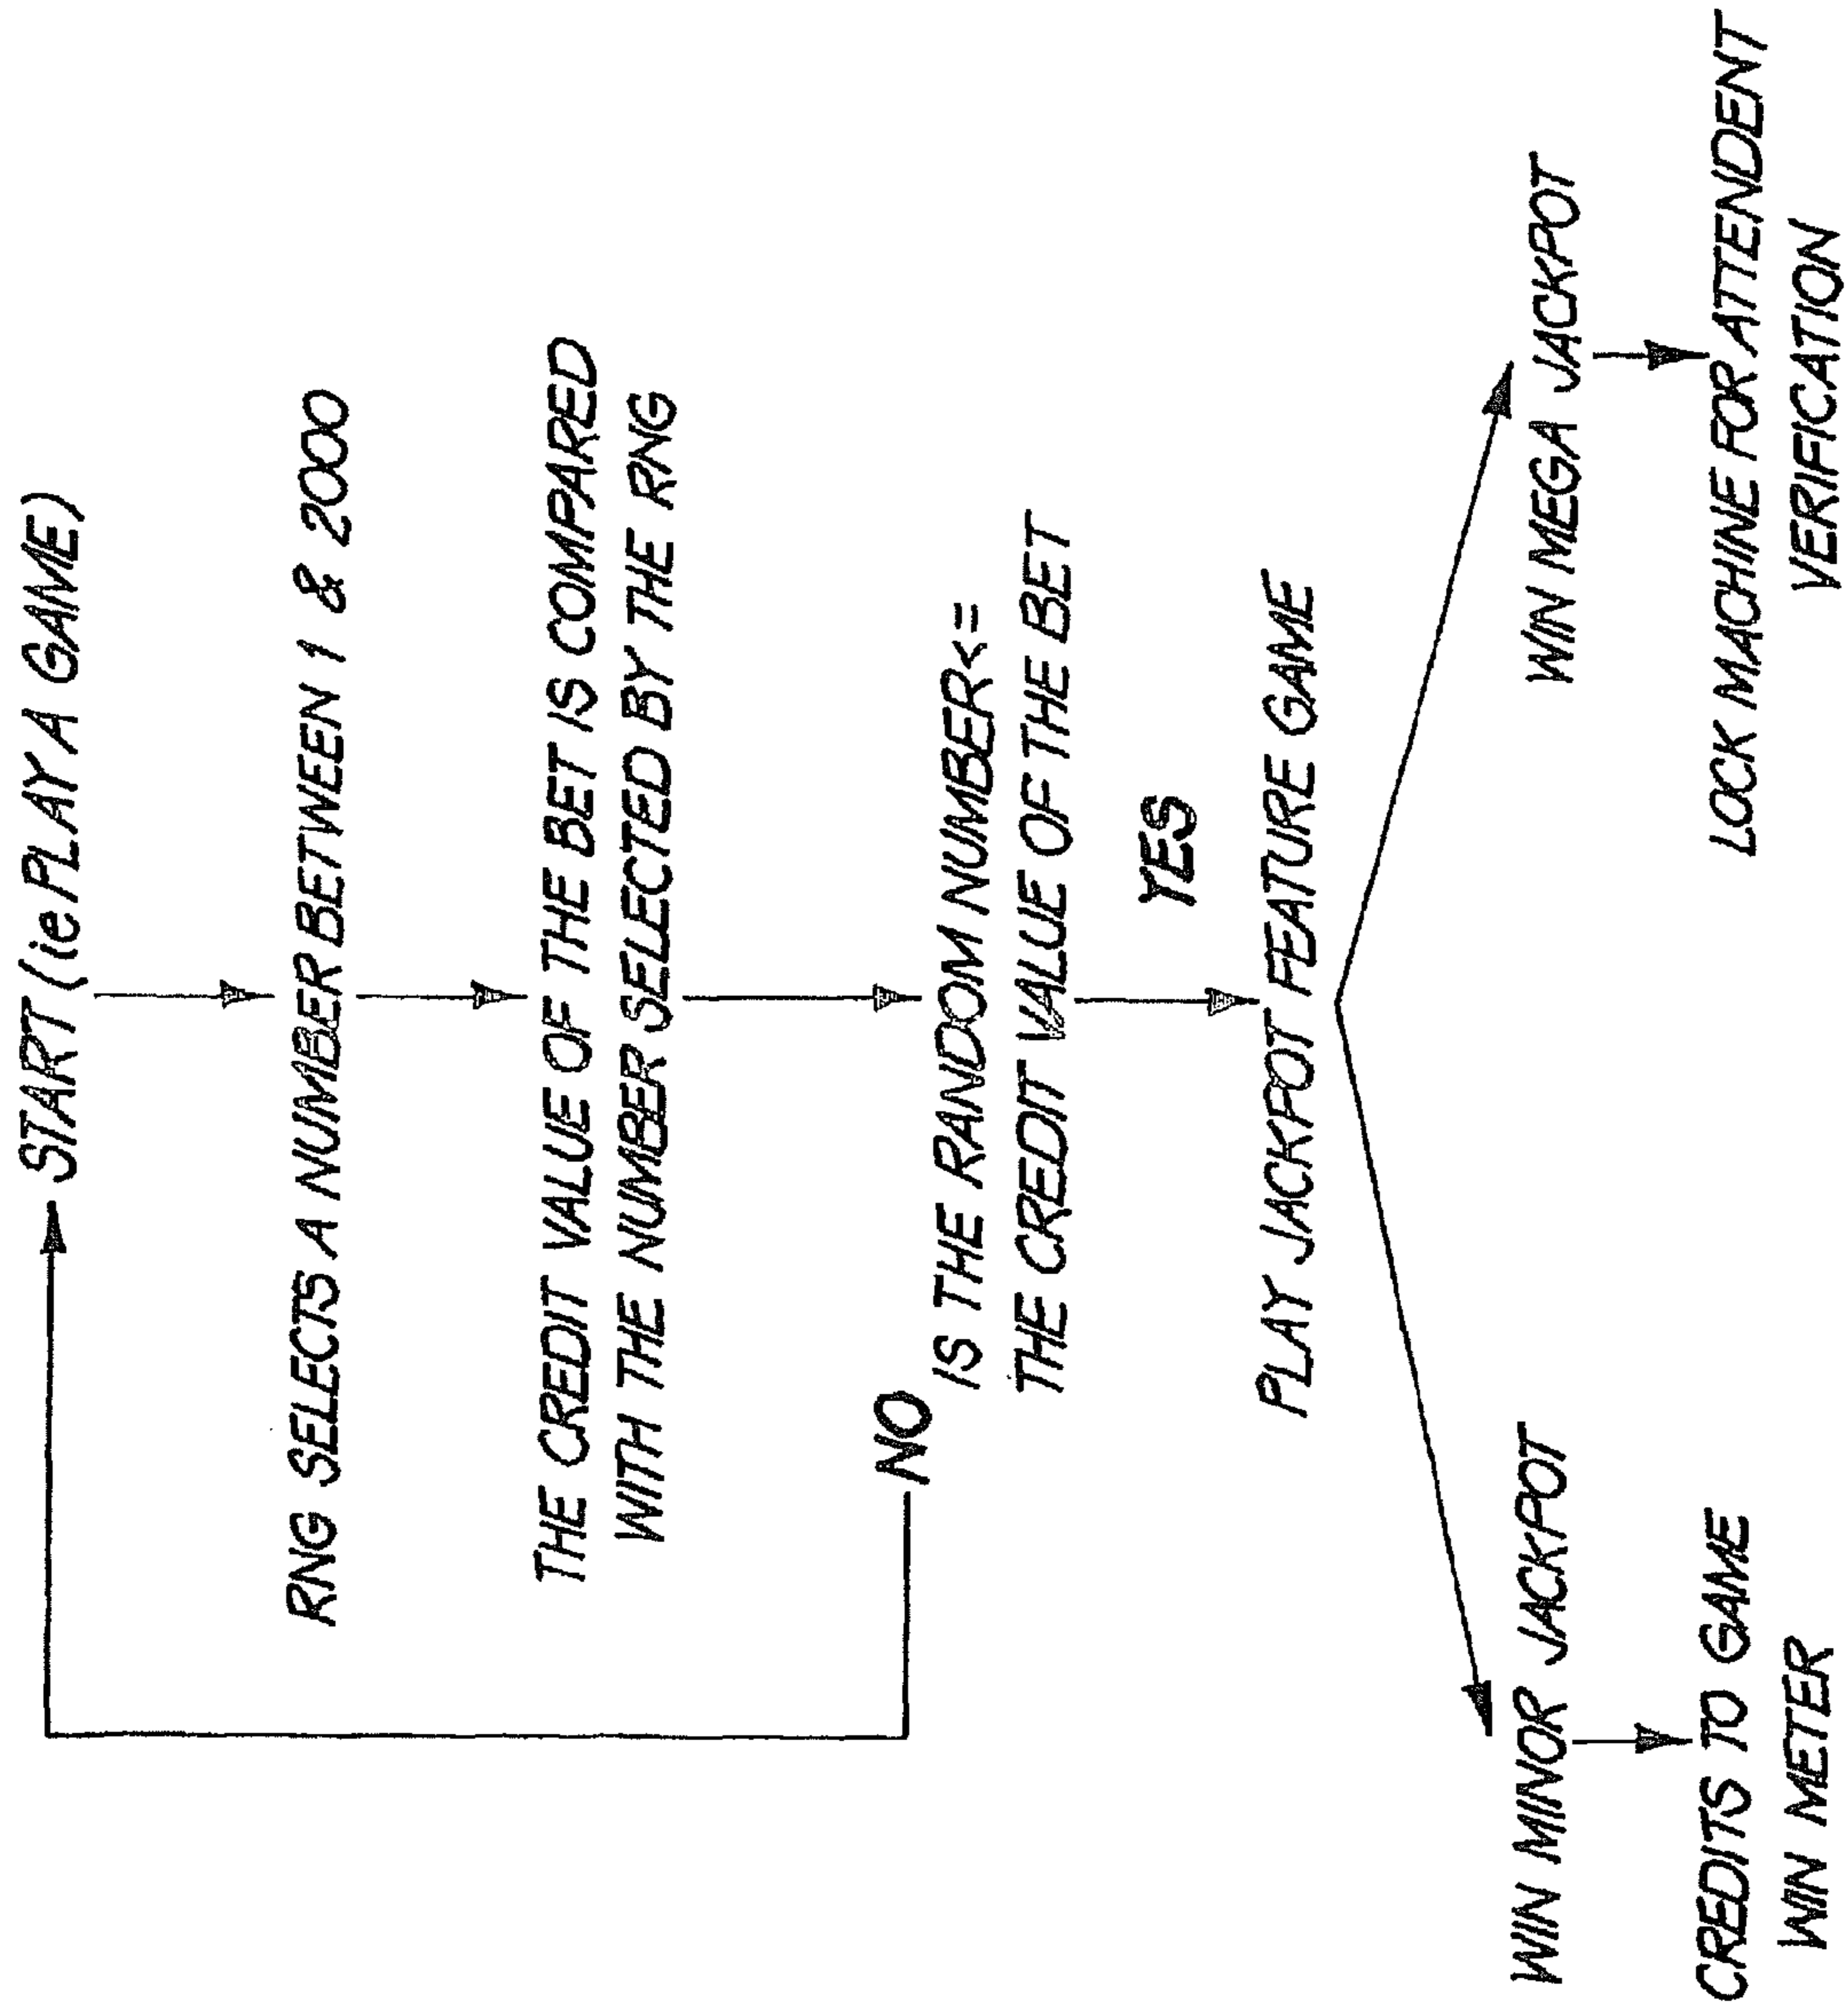 START (ie PLAY A GAME)
RNG SELECTS A NUMBER BETWEEN 1 & 2000
THE CREDIT VALUE OF THE BET IS COMPARED
WITH THE NUMBER SELECTED BY THE RNG
NO
IS THE RANDOM NUMBER<=
THE CREDIT VALUE OF THE BET
YES
PLAY JACKPOT FEATURE GAME
WIN MINOR JACKPOT
WIN MEGA JACKPOT
CREDITS TO GAME
WIN METER
LOCK MACHINE FOR ATTENDENT
VERIFICATION